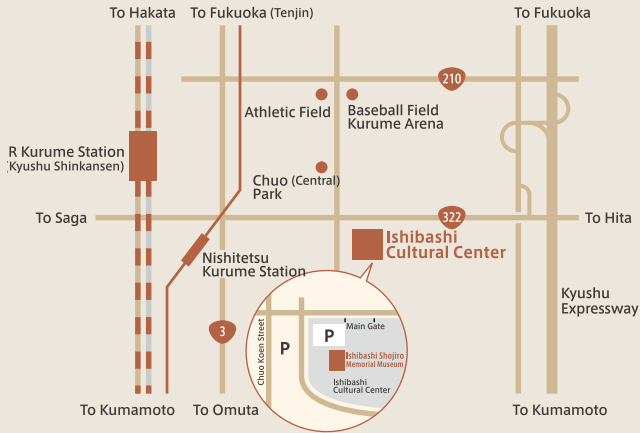 To Hakata
To Fukuoka (Tenjin)
To Fukuoka
210
Athletic Field
Baseball Field
Kurume Arena
R Kurume Station
(Kyushu Shinkansen)
Chuo (Central)
Park
To Saga
322
To Hita
Ishibashi
Cultural Center
Nishitetsu
Kurume Station
Kyushu
Expressway
3
Chuo Koen Street
P
P
Main Gate
Ishibashi Shojiro
Memorial Museum
Ishibashi
Cultural Center
To Kumamoto
To Omuta
To Kumamoto